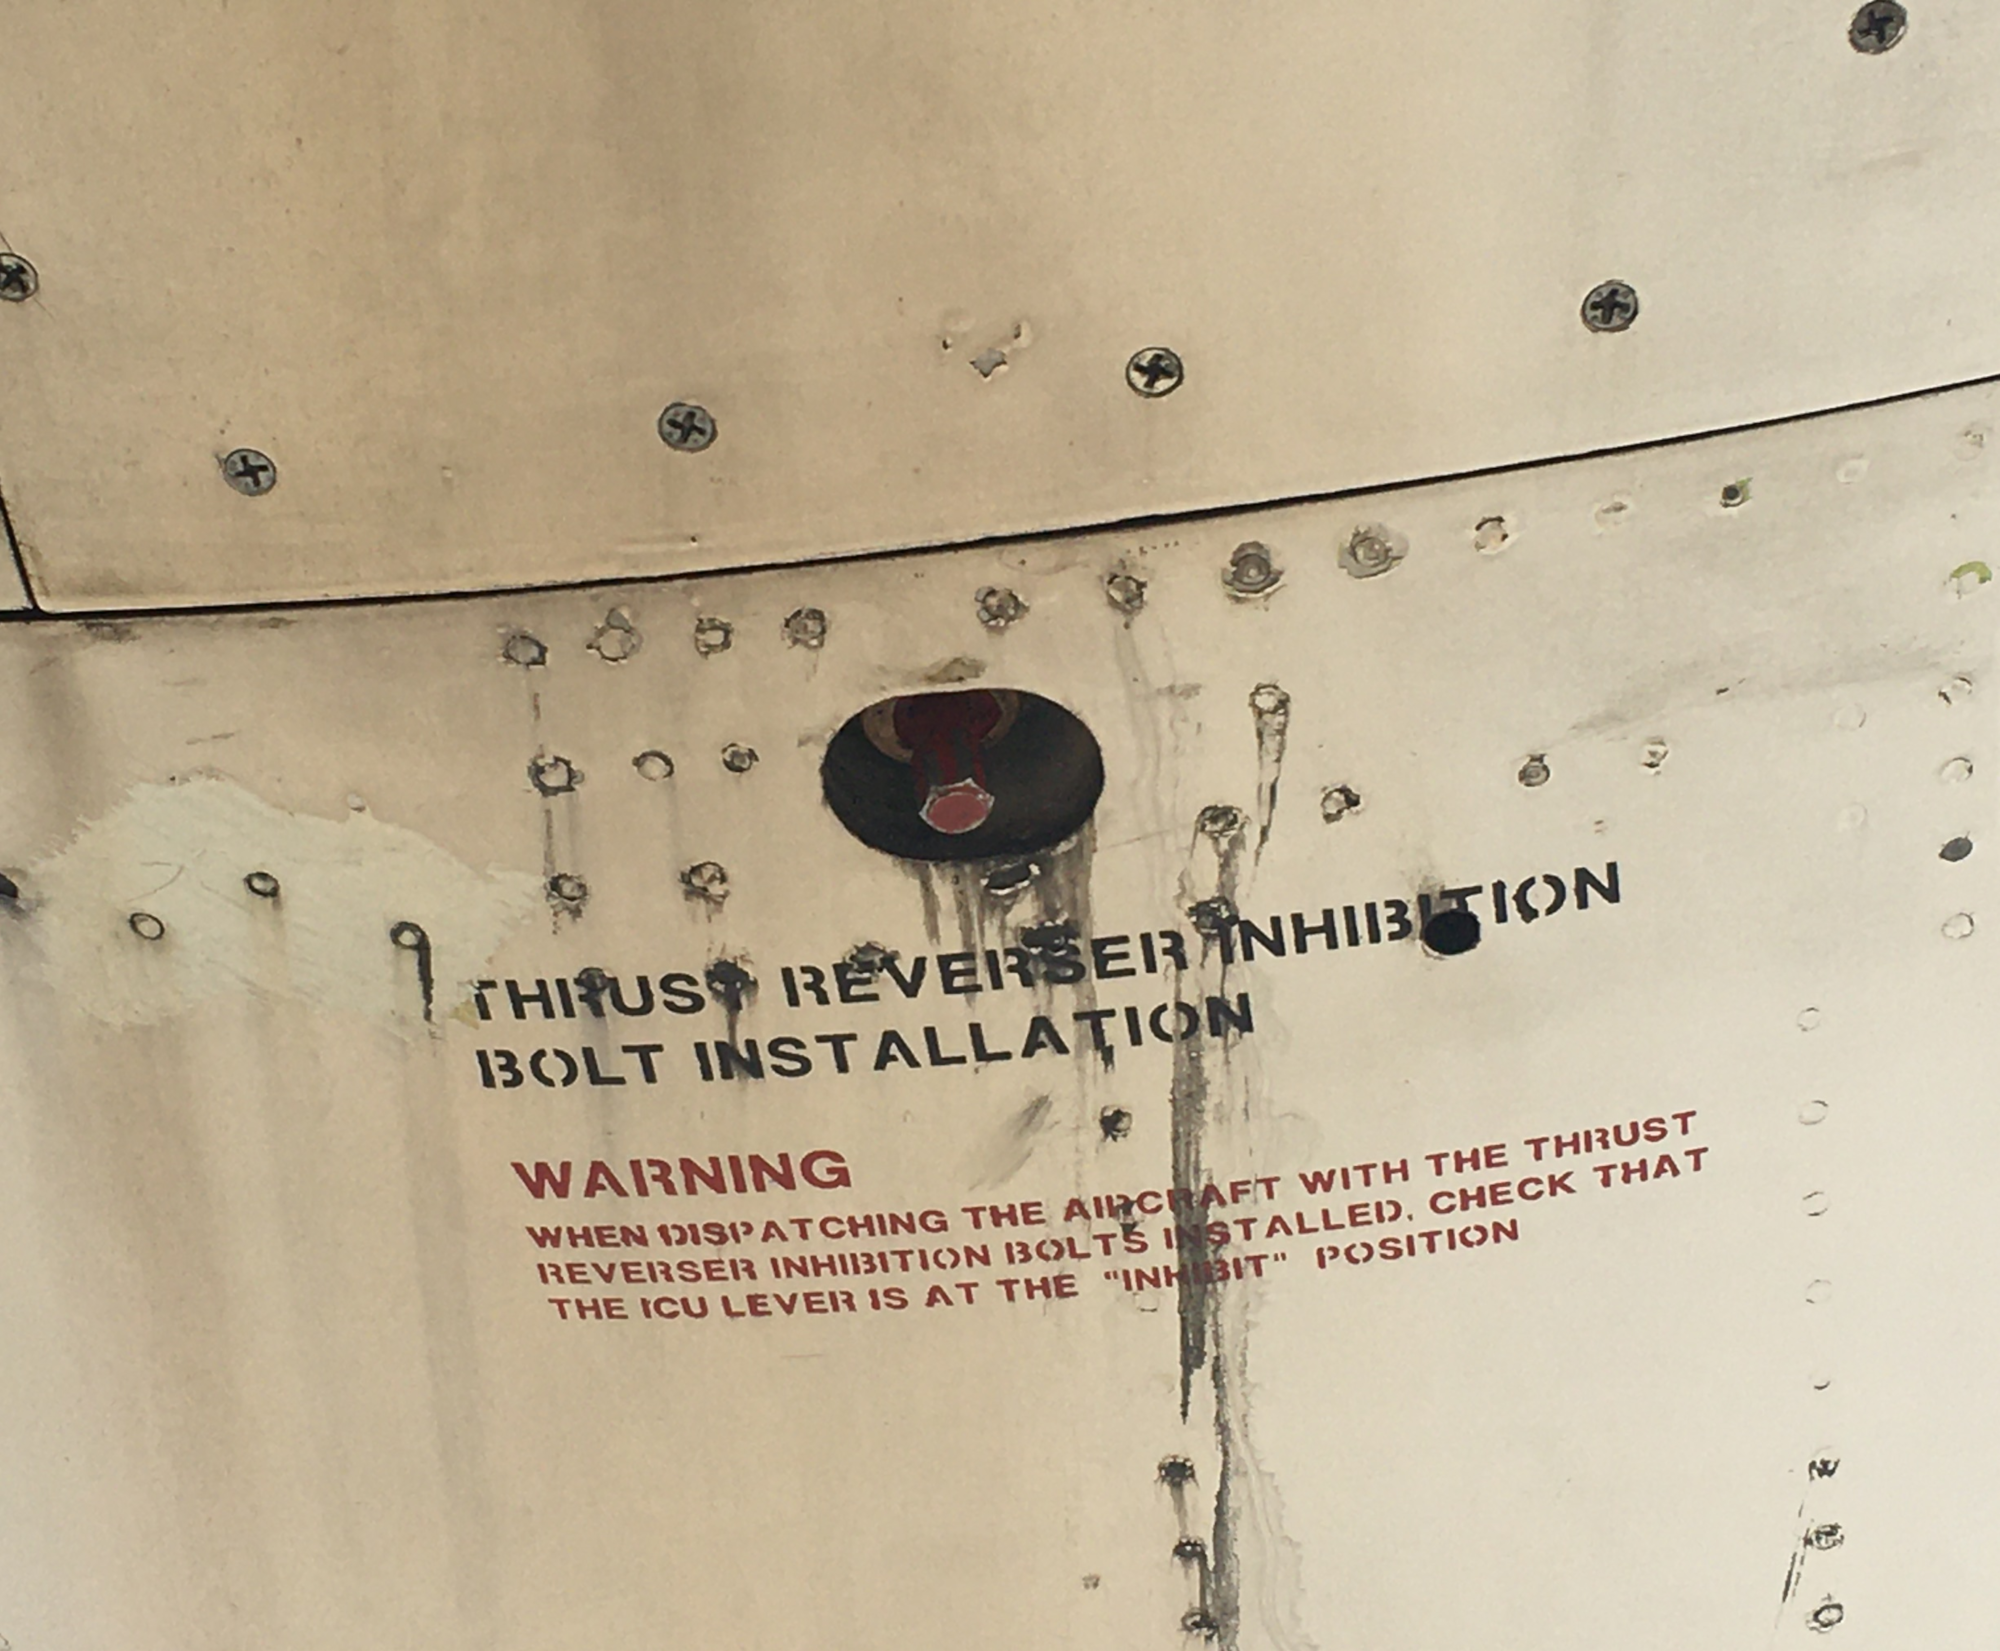 THRUST REVERSER INHIBITION
BOLT INSTALLATION
WARNING
WHEN DISPATCHING THE AIRCRAFT WITH THE THRUST
REVERSER INHIBITION BOLTS INSTALLED, CHECK THAT
THE ICU LEVER IS AT THE "INHIBIT" POSITION